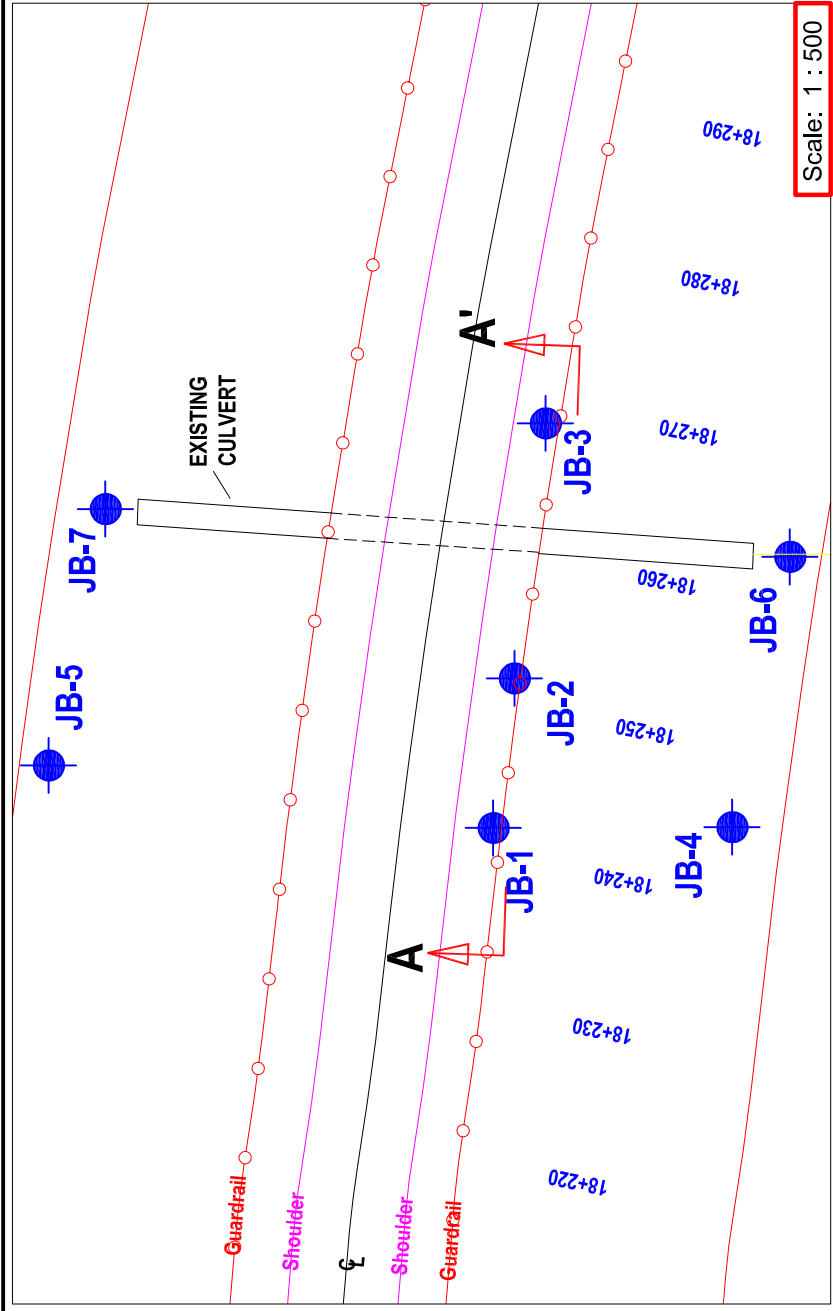 Scale: 1 : 500
18+290
18+280
A'
EXISTING
CULVERT
18+270
JB-3
JB-7
18+260
JB-6
JB-5
JB-2
18+250
JB-1
JB-4
18+240
A
18+230
18+220
Guardrail
Shoulder
℄
Shoulder
Guardrail